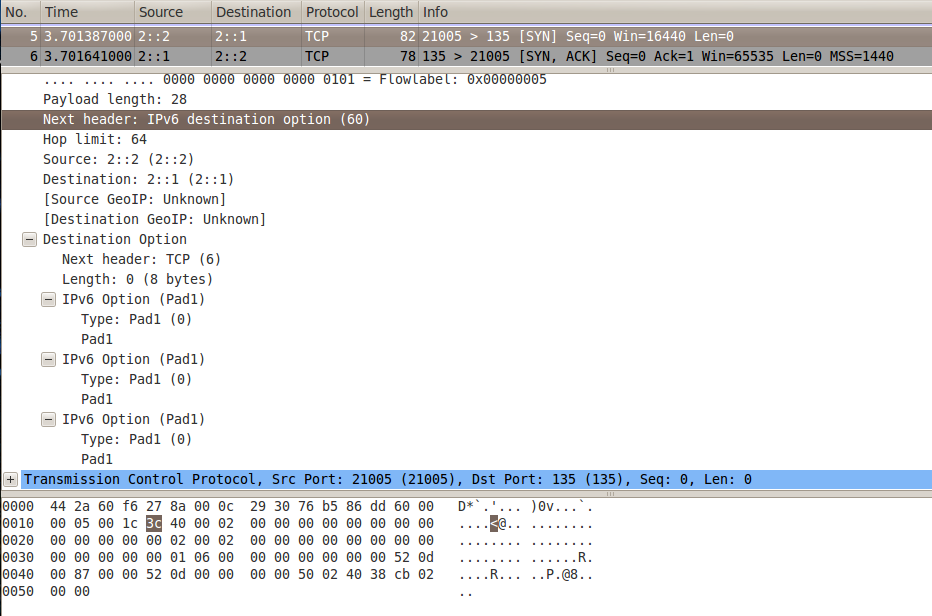 No. Time Source Destination Protocol Length Info
5 3.701387000 2::2 2::1 TCP 82 21005 > 135 [SYN] Seq=0 Win=16440 Len=0
6 3.701641000 2::1 2::2 TCP 78 135 > 21005 [SYN, ACK] Seq=0 Ack=1 Win=65535 Len=0 MSS=1440
.... .... .... 0000 0000 0000 0000 0101 = Flowlabel: 0x00000005
Payload length: 28
Next header: IPv6 destination option (60)
Hop limit: 64
Source: 2::2 (2::2)
Destination: 2::1 (2::1)
[Source GeoIP: Unknown]
[Destination GeoIP: Unknown]
Destination Option
Next header: TCP (6)
Length: 0 (8 bytes)
IPv6 Option (Pad1)
Type: Pad1 (0)
Pad1
IPv6 Option (Pad1)
Type: Pad1 (0)
Pad1
IPv6 Option (Pad1)
Type: Pad1 (0)
Pad1
Transmission Control Protocol, Src Port: 21005 (21005), Dst Port: 135 (135), Seq: 0, Len: 0
0000 44 2a 60 f6 27 8a 00 0c 29 30 76 b5 86 dd 60 00 D*`.'... )0v...`.
0010 00 05 00 1c 3c 40 00 02 00 00 00 00 00 00 00 00 ....<@.. ........
0020 00 00 00 00 00 02 00 02 00 00 00 00 00 00 00 00 ........ ........
0030 00 00 00 00 00 01 06 00 00 00 00 00 00 00 52 0d ........ ......R.
0040 00 87 00 00 52 0d 00 00 00 00 50 02 40 38 cb 02 ....R... ..P.@8..
0050 00 00 ..